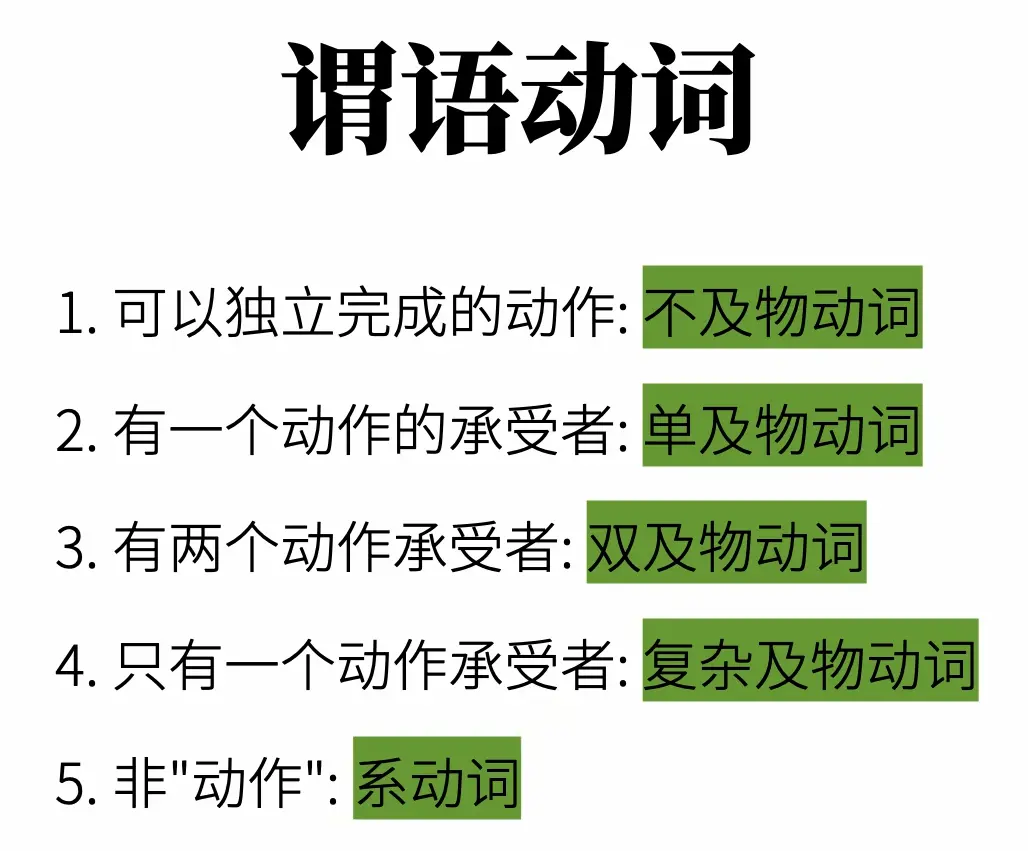 谓语动词
1. 可以独立完成的动作: 不及物动词
2. 有一个动作的承受者: 单及物动词
3. 有两个动作承受者: 双及物动词
4. 只有一个动作承受者: 复杂及物动词
5. 非"动作": 系动词